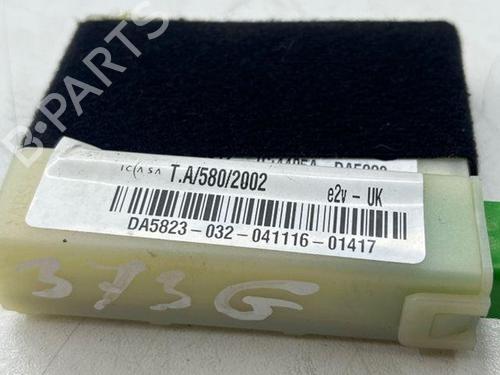 B-PARTS
ICASA T.A/580/2002 e2v - UK
DA5823-032-041116-01417
373G